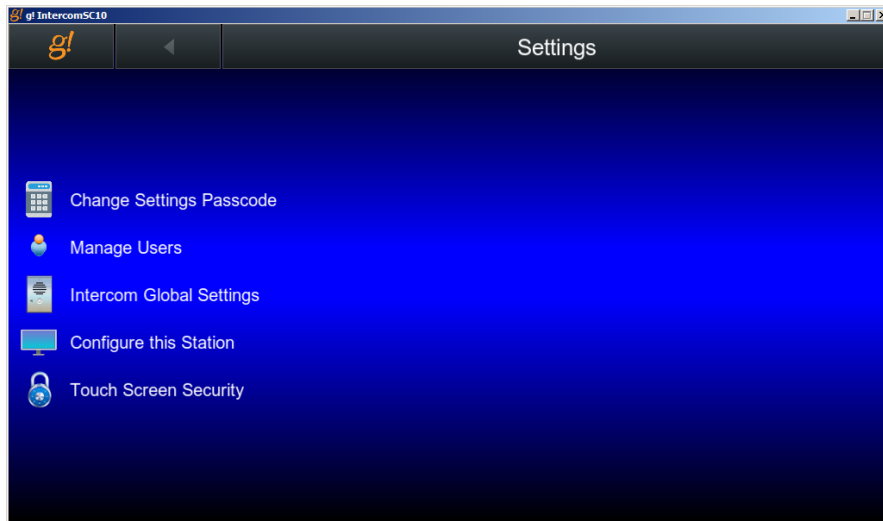 g! IntercomSC10
g!
Settings
Change Settings Passcode
Manage Users
Intercom Global Settings
Configure this Station
Touch Screen Security